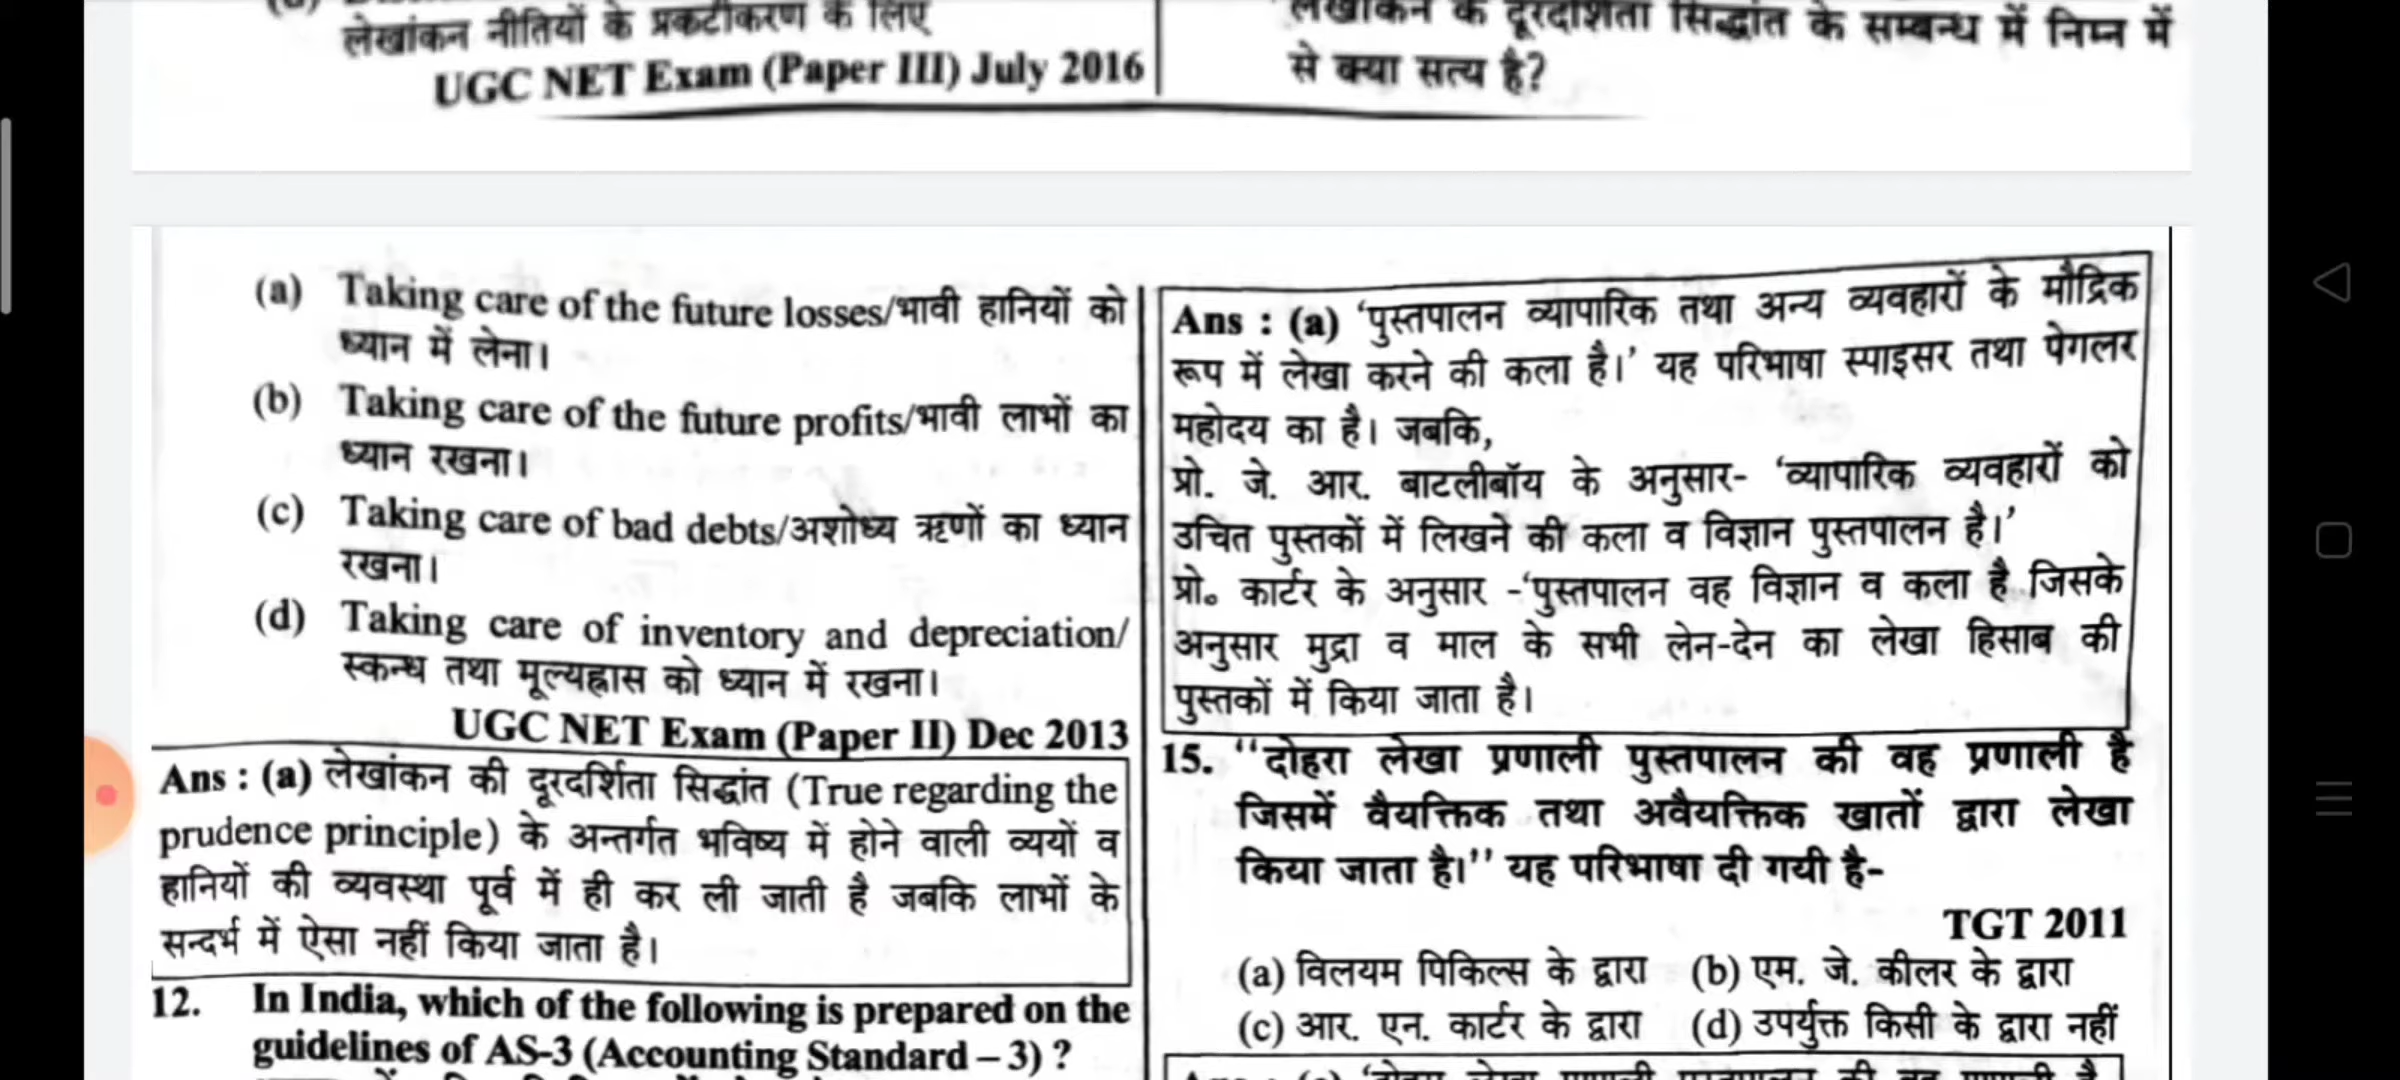 लेखांकन नीतियों के प्रकटीकरण के लिए
UGC NET Exam (Paper III) July 2016
लेखांकन के दूरदर्शिता सिद्धांत के सम्बन्ध में निम्न में
से क्या सत्य है?
(a) Taking care of the future losses/भावी हानियों को
ध्यान में लेना।
(b) Taking care of the future profits/भावी लाभों का
ध्यान रखना।
(c) Taking care of bad debts/अशोध्य ऋणों का ध्यान
रखना।
(d) Taking care of inventory and depreciation/
स्कन्ध तथा मूल्यह्रास को ध्यान में रखना।
UGC NET Exam (Paper II) Dec 2013
Ans : (a) लेखांकन की दूरदर्शिता सिद्धांत (True regarding the
prudence principle) के अन्तर्गत भविष्य में होने वाली व्ययों व
हानियों की व्यवस्था पूर्व में ही कर ली जाती है जबकि लाभों के
सन्दर्भ में ऐसा नहीं किया जाता है।
12. In India, which of the following is prepared on the
guidelines of AS-3 (Accounting Standard – 3) ?
Ans : (a) ‘पुस्तपालन व्यापारिक तथा अन्य व्यवहारों के मौद्रिक
रूप में लेखा करने की कला है।’ यह परिभाषा स्पाइसर तथा पेगलर
महोदय का है। जबकि,
प्रो. जे. आर. बाटलीबॉय के अनुसार- ‘व्यापारिक व्यवहारों को
उचित पुस्तकों में लिखने की कला व विज्ञान पुस्तपालन है।’
प्रो॰ कार्टर के अनुसार -‘पुस्तपालन वह विज्ञान व कला है जिसके
अनुसार मुद्रा व माल के सभी लेन-देन का लेखा हिसाब की
पुस्तकों में किया जाता है।
15. ‘‘दोहरा लेखा प्रणाली पुस्तपालन की वह प्रणाली है
जिसमें वैयक्तिक तथा अवैयक्तिक खातों द्वारा लेखा
किया जाता है।’’ यह परिभाषा दी गयी है-
TGT 2011
(a) विलयम पिकिल्स के द्वारा (b) एम. जे. कीलर के द्वारा
(c) आर. एन. कार्टर के द्वारा (d) उपर्युक्त किसी के द्वारा नहीं